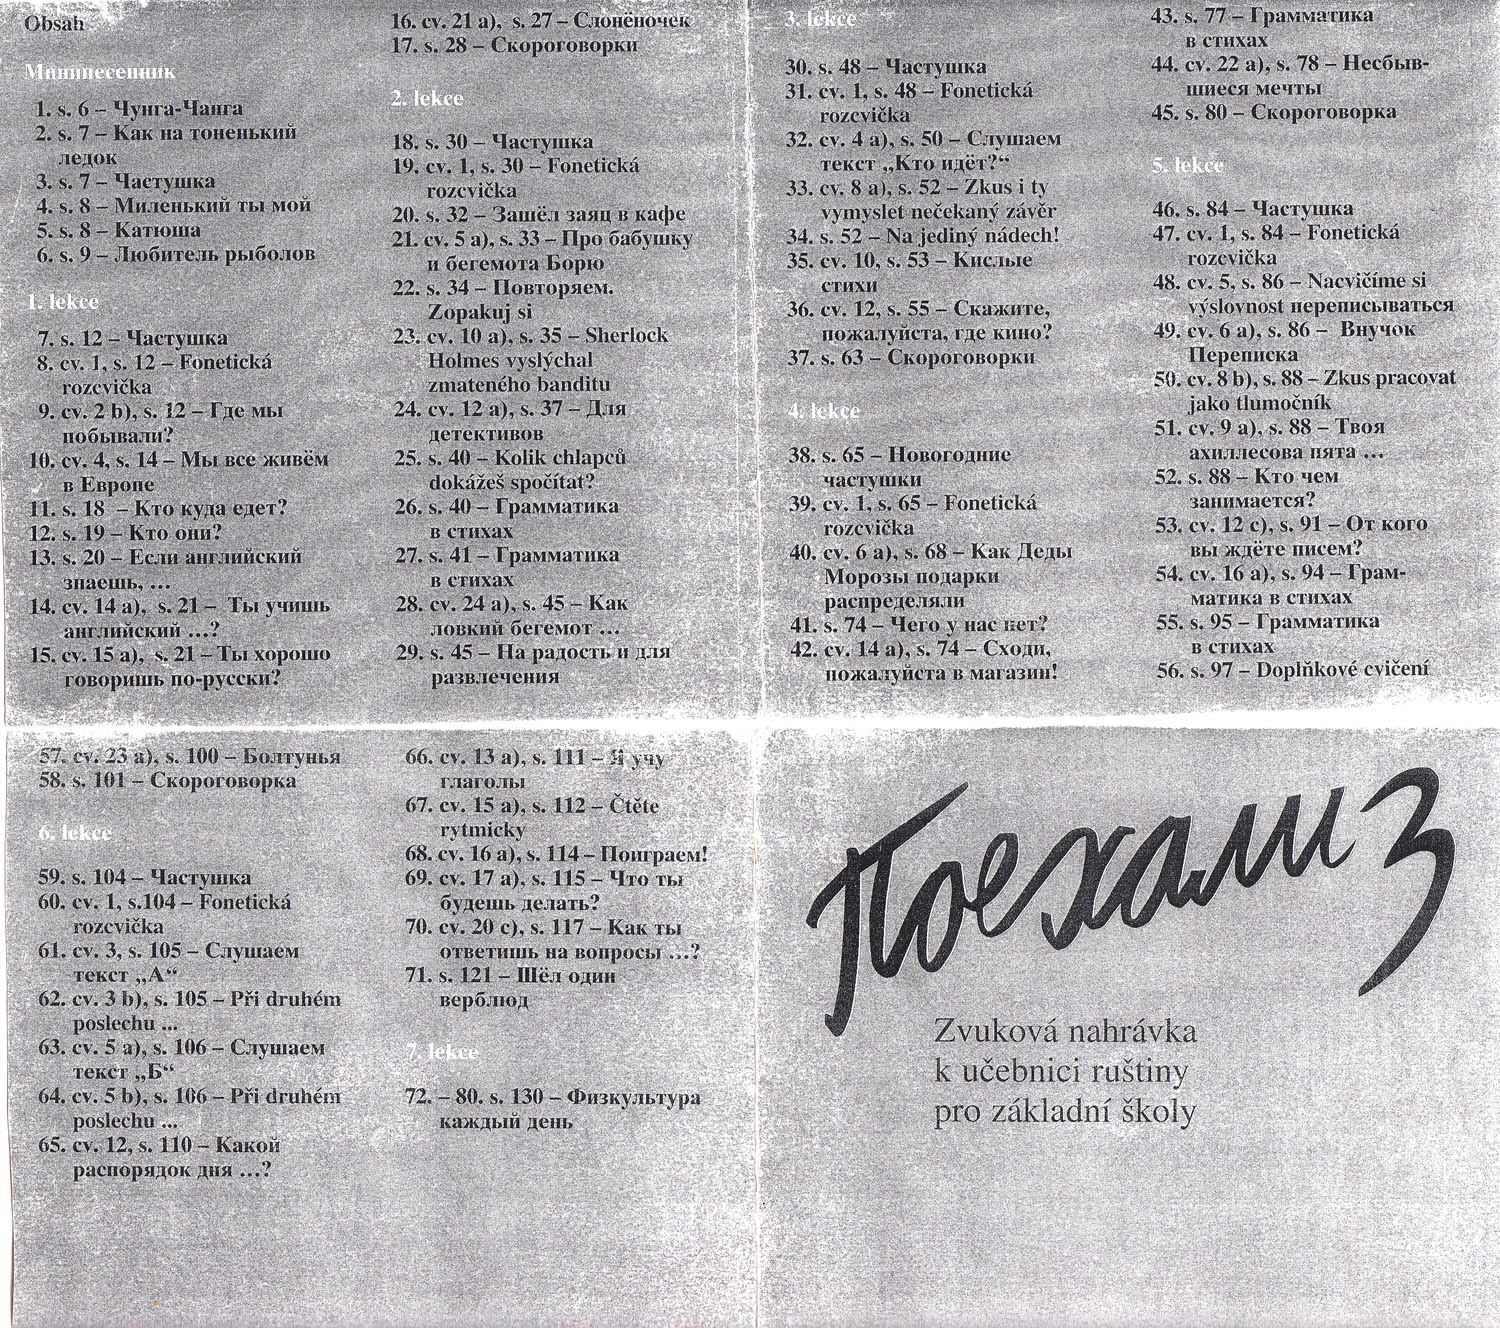 Obsah
Минипесенник
1. s. 6 – Чунга-Чанга
2. s. 7 – Как на тоненький
ледок
3. s. 7 – Частушка
4. s. 8 – Миленький ты мой
5. s. 8 – Катюша
6. s. 9 – Любитель рыболов
1. lekce
7. s. 12 – Частушка
8. cv. 1, s. 12 – Fonetická
rozcvička
9. cv. 2 b), s. 12 – Где мы
побывали?
10. cv. 4, s. 14 – Мы все живём
в Европе
11. s. 18 – Кто куда едет?
12. s. 19 – Кто они?
13. s. 20 – Если английский
знаешь, ...
14. cv. 14 a), s. 21 – Ты учишь
английский ...?
15. cv. 15 a), s. 21 – Ты хорошо
говоришь по-русски?
16. cv. 21 a), s. 27 – Слонёночек
17. s. 28 – Скороговорки
2. lekce
18. s. 30 – Частушка
19. cv. 1, s. 30 – Fonetická
rozcvička
20. s. 32 – Зашёл заяц в кафе
21. cv. 5 a), s. 33 – Про бабушку
и бегемота Борю
22. s. 34 – Повторяем.
Zopakuj si
23. cv. 10 a), s. 35 – Sherlock
Holmes vyslýchal
zmateného banditu
24. cv. 12 a), s. 37 – Для
детективов
25. s. 40 – Kolik chlapců
dokážeš spočítat?
26. s. 40 – Грамматика
в стихах
27. s. 41 – Грамматика
в стихах
28. cv. 24 a), s. 45 – Как
ловкий бегемот ...
29. s. 45 – На радость и для
развлечения
3. lekce
30. s. 48 – Частушка
31. cv. 1, s. 48 – Fonetická
rozcvička
32. cv. 4 a), s. 50 – Слушаем
текст „Кто идёт?“
33. cv. 8 a), s. 52 – Zkus i ty
vymyslet nečekaný závěr
34. s. 52 – Na jediný nádech!
35. cv. 10, s. 53 – Кислые
стихи
36. cv. 12, s. 55 – Скажите,
пожалуйста, где кино?
37. s. 63 – Скороговорки
4. lekce
38. s. 65 – Новогодние
частушки
39. cv. 1, s. 65 – Fonetická
rozcvička
40. cv. 6 a), s. 68 – Как Деды
Морозы подарки
распределяли
41. s. 74 – Чего у нас нет?
42. cv. 14 a), s. 74 – Сходи,
пожалуйста в магазин!
43. s. 77 – Грамматика
в стихах
44. cv. 22 a), s. 78 – Несбыв-
шиеся мечты
45. s. 80 – Скороговорка
5. lekce
46. s. 84 – Частушка
47. cv. 1, s. 84 – Fonetická
rozcvička
48. cv. 5, s. 86 – Nacvičíme si
výslovnost переписываться
49. cv. 6 a), s. 86 – Внучок
Переписка
50. cv. 8 b), s. 88 – Zkus pracovat
jako tlumočník
51. cv. 9 a), s. 88 – Твоя
ахиллесова пята ...
52. s. 88 – Кто чем
занимается?
53. cv. 12 c), s. 91 – От кого
вы ждёте писем?
54. cv. 16 a), s. 94 – Грам-
матика в стихах
55. s. 95 – Грамматика
в стихах
56. s. 97 – Doplňkové cvičení
57. cv. 23 a), s. 100 – Болтунья
58. s. 101 – Скороговорка
6. lekce
59. s. 104 – Частушка
60. cv. 1, s.104 – Fonetická
rozcvička
61. cv. 3, s. 105 – Слушаем
текст „А“
62. cv. 3 b), s. 105 – Při druhém
poslechu ...
63. cv. 5 a), s. 106 – Слушаем
текст „Б“
64. cv. 5 b), s. 106 – Při druhém
poslechu ...
65. cv. 12, s. 110 – Какой
распорядок дня ...?
66. cv. 13 a), s. 111 – Я учу
глаголы
67. cv. 15 a), s. 112 – Čtěte
rytmicky
68. cv. 16 a), s. 114 – Поиграем!
69. cv. 17 a), s. 115 – Что ты
будешь делать?
70. cv. 20 c), s. 117 – Как ты
ответишь на вопросы ...?
71. s. 121 – Шёл один
верблюд
7. lekce
72. – 80. s. 130 – Физкультура
каждый день
Поехали 3
Zvuková nahrávka
k učebnici ruštiny
pro základní školy